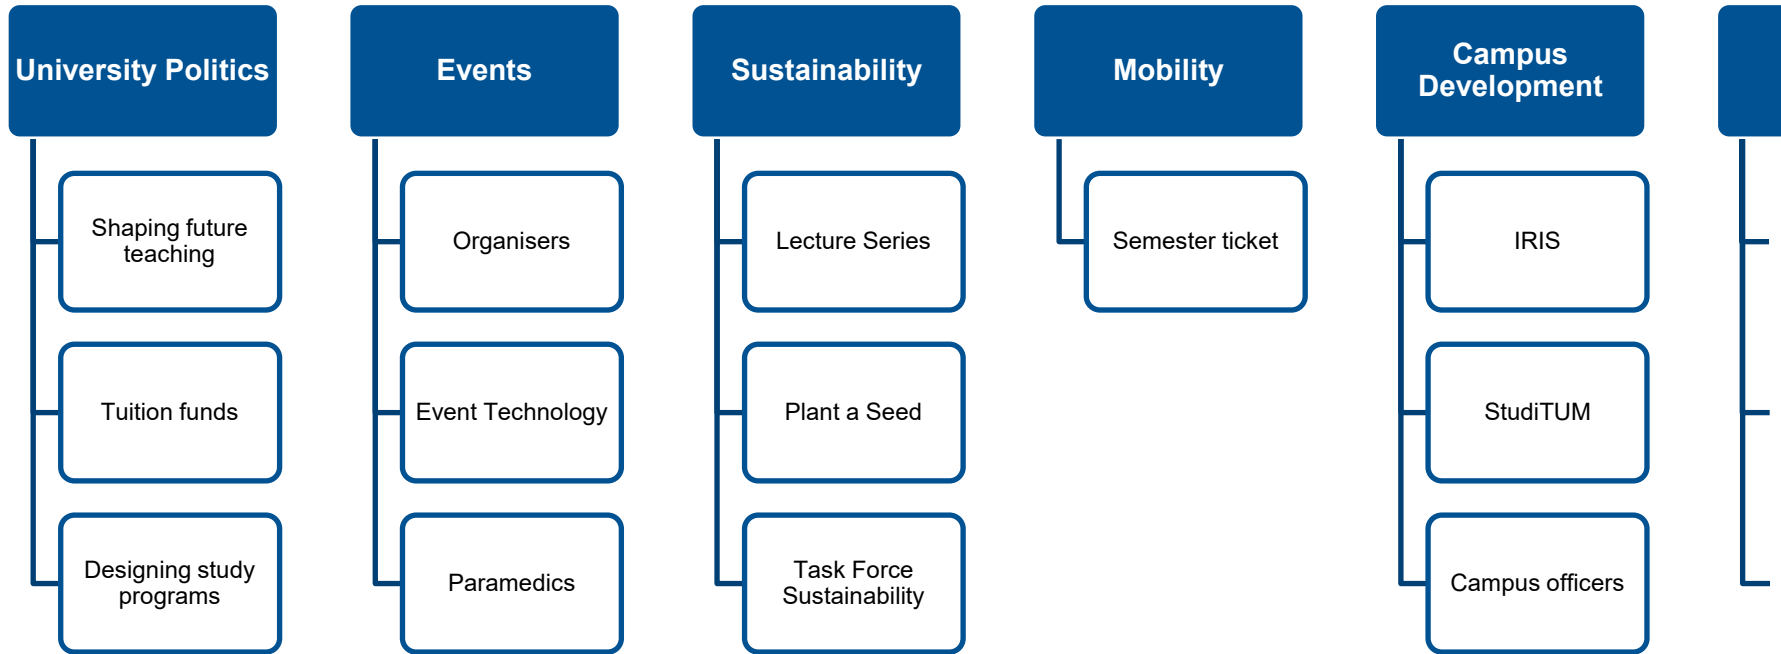 University Politics
Shaping future
teaching
Tuition funds
Designing study
programs
Events
Organisers
Event Technology
Paramedics
Sustainability
Lecture Series
Plant a Seed
Task Force
Sustainability
Mobility
Semester ticket
Campus
Development
IRIS
StudiTUM
Campus officers